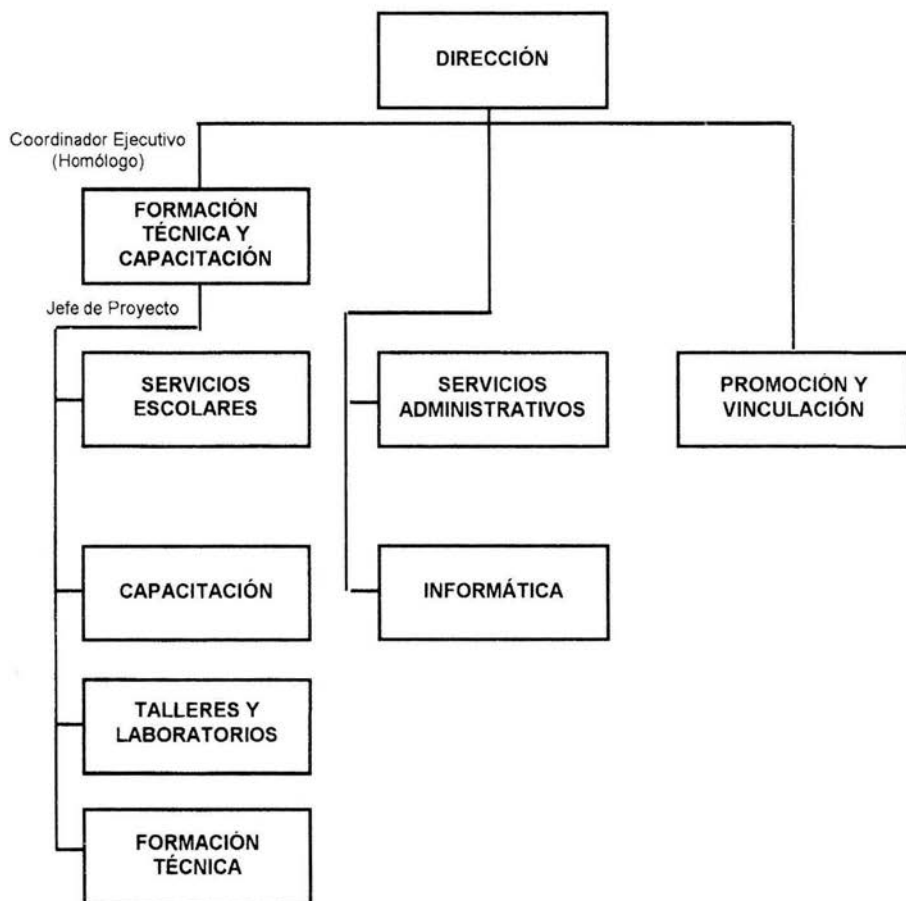 DIRECCIÓN
Coordinador Ejecutivo
(Homólogo)
FORMACIÓN
TÉCNICA Y
CAPACITACIÓN
Jefe de Proyecto
SERVICIOS
ESCOLARES
SERVICIOS
ADMINISTRATIVOS
PROMOCIÓN Y
VINCULACIÓN
CAPACITACIÓN
INFORMÁTICA
TALLERES Y
LABORATORIOS
FORMACIÓN
TÉCNICA